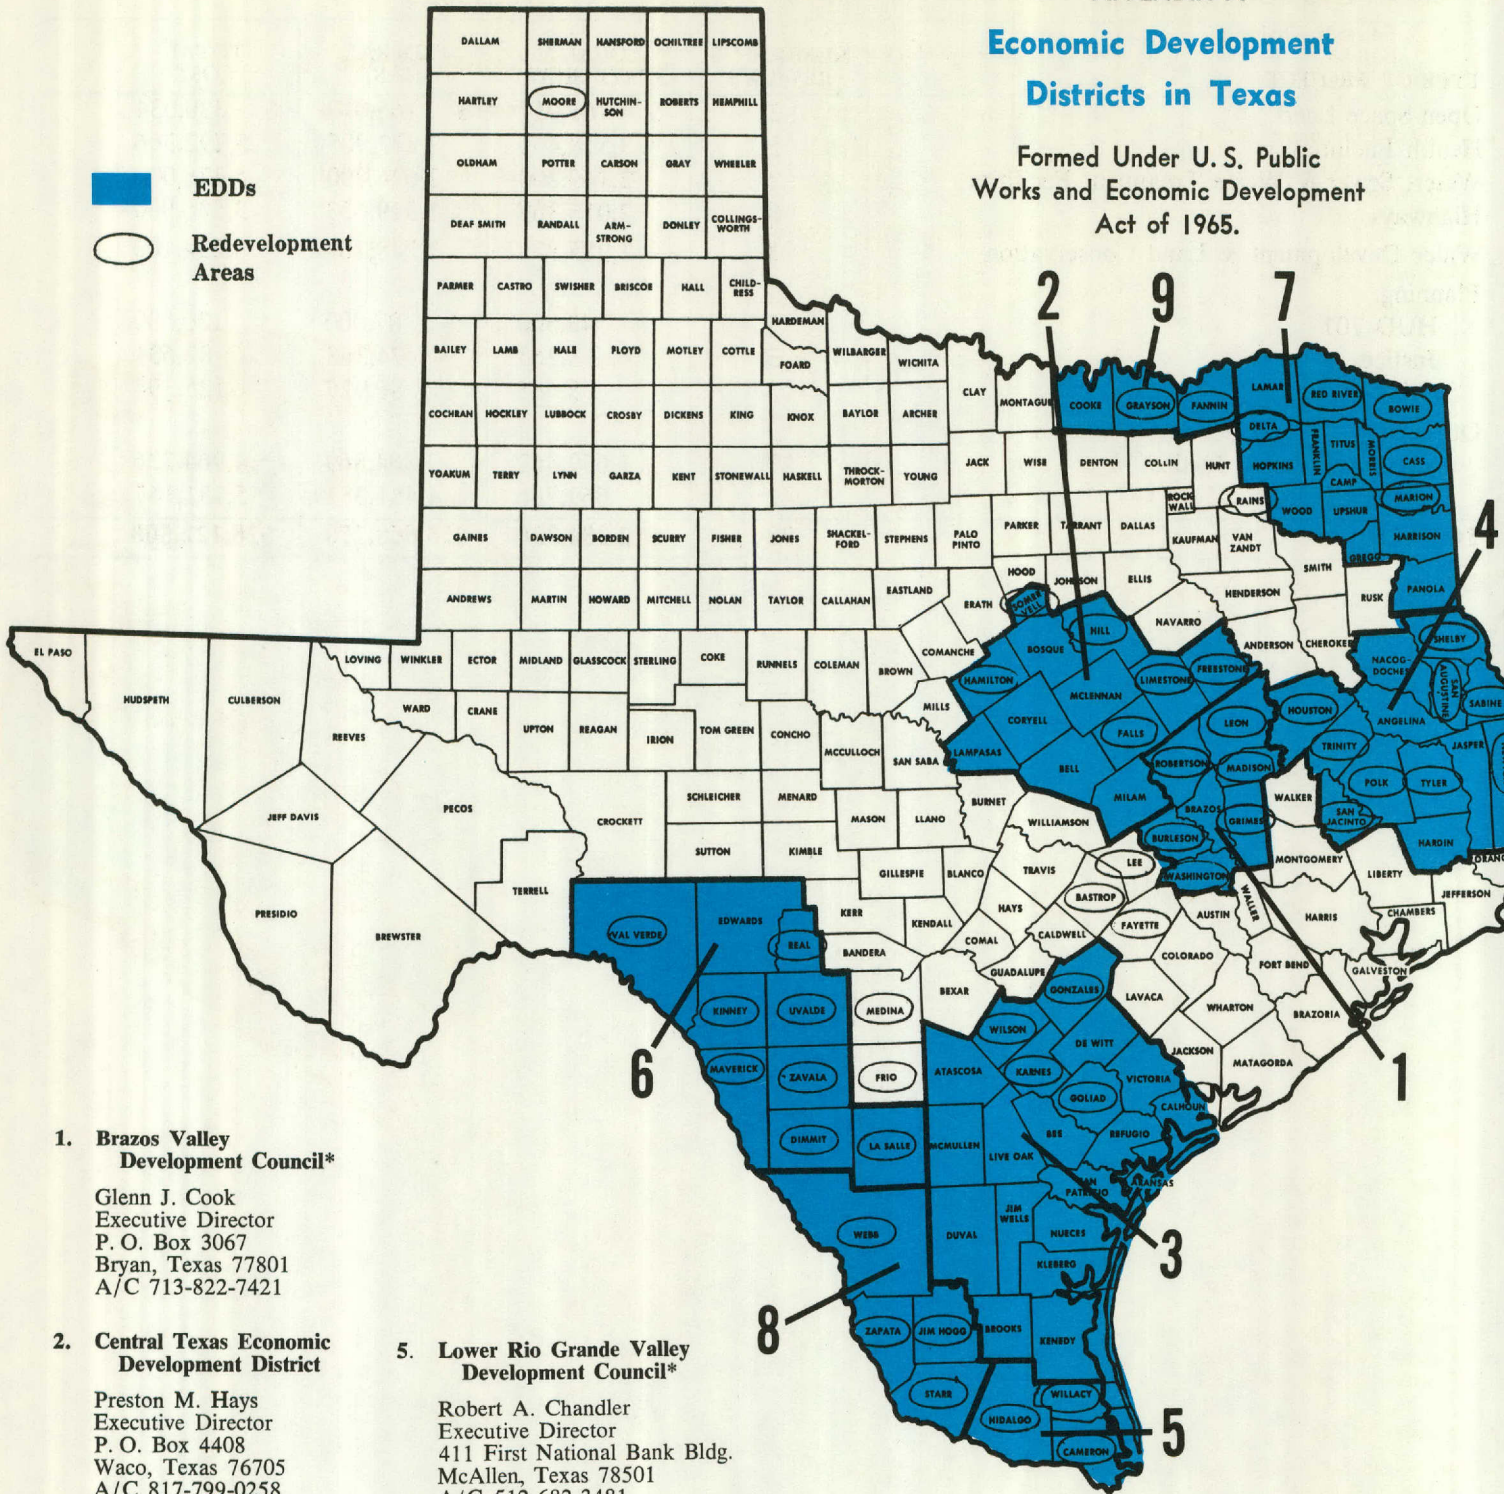 Economic Development
Districts in Texas
Formed Under U. S. Public
Works and Economic Development
Act of 1965.
EDDs
Redevelopment
Areas
DALLAM
SHERMAN
HANSFORD
OCHILTREE
LIPSCOMB
HARTLEY
MOORE
HUTCHIN-
SON
ROBERTS
HEMPHILL
OLDHAM
POTTER
CARSON
GRAY
WHEELER
DEAF SMITH
RANDALL
ARM-
STRONG
DONLEY
COLLINGS-
WORTH
PARMER
CASTRO
SWISHER
BRISCOE
HALL
CHILD-
RESS
HARDEMAN
BAILEY
LAMB
HALE
FLOYD
MOTLEY
COTTLE
FOARD
WILBARGER
WICHITA
CLAY
MONTAGUE
COOKE
GRAYSON
FANNIN
LAMAR
RED RIVER
BOWIE
2
9
7
COCHRAN
HOCKLEY
LUBBOCK
CROSBY
DICKENS
KING
KNOX
BAYLOR
ARCHER
DELTA
YOAKUM
TERRY
LYNN
GARZA
KENT
STONEWALL
HASKELL
THROCK-
MORTON
YOUNG
JACK
WISE
DENTON
COLLIN
HUNT
HOPKINS
FRANKLIN
TITUS
MORRIS
CASS
CAMP
MARION
ROCK
WALL
RAINS
WOOD
UPSHUR
GAINES
DAWSON
BORDEN
SCURRY
FISHER
JONES
SHACKEL-
FORD
STEPHENS
PALO
PINTO
PARKER
TARRANT
DALLAS
KAUFMAN
VAN
ZANDT
SMITH
GREGG
HARRISON
4
ANDREWS
MARTIN
HOWARD
MITCHELL
NOLAN
TAYLOR
CALLAHAN
EASTLAND
ERATH
HOOD
SOMER
VELL
JOHNSON
ELLIS
HENDERSON
RUSK
PANOLA
EL PASO
HUDSPETH
CULBERSON
LOVING
WINKLER
ECTOR
MIDLAND
GLASSCOCK
STERLING
COKE
RUNNELS
COLEMAN
BROWN
COMANCHE
HAMILTON
BOSQUE
HILL
NAVARRO
ANDERSON
CHEROKEE
NACOG-
DOCHES
SHELBY
SAN
AUGUSTINE
SABINE
REEVES
WARD
CRANE
UPTON
REAGAN
IRION
TOM GREEN
CONCHO
MCCULLOCH
SAN SABA
MILLS
LAMPASAS
CORYELL
MCLENNAN
LIMESTONE
FREESTONE
FALLS
BELL
MILAM
LEON
ROBERTSON
MADISON
BRAZOS
GRIMES
BURLESON
WASHINGTON
HOUSTON
TRINITY
ANGELINA
POLK
TYLER
JASPER
SAN
JACINTO
HARDIN
WALKER
JEFF DAVIS
PECOS
CROCKETT
SCHLEICHER
MENARD
MASON
LLANO
BURNET
WILLIAMSON
SUTTON
KIMBLE
GILLESPIE
BLANCO
TRAVIS
LEE
BASTROP
FAYETTE
AUSTIN
WALLER
MONTGOMERY
LIBERTY
JEFFERSON
CHAMBERS
HARRIS
PRESIDIO
BREWSTER
TERRELL
VAL VERDE
EDWARDS
REAL
KERR
BANDERA
KENDALL
HAYS
COMAL
CALDWELL
GUADALUPE
BEXAR
GONZALES
LAVACA
COLORADO
FORT BEND
GALVESTON
WHARTON
BRAZORIA
JACKSON
MATAGORDA
KINNEY
UVALDE
MEDINA
WILSON
DE WITT
MAVERICK
ZAVALA
FRIO
ATASCOSA
KARNES
VICTORIA
GOLIAD
CALHOUN
6
1
DIMMIT
LA SALLE
MCMULLEN
LIVE OAK
BEE
REFUGIO
SAN
PATRICIO
ARANSAS
WEBB
DUVAL
JIM
WELLS
NUECES
KLEBERG
3
8
ZAPATA
JIM HOGG
BROOKS
KENEDY
STARR
HIDALGO
WILLACY
CAMERON
5
1. Brazos Valley
Development Council*
Glenn J. Cook
Executive Director
P. O. Box 3067
Bryan, Texas 77801
A/C 713-822-7421
2. Central Texas Economic
Development District
Preston M. Hays
Executive Director
P. O. Box 4408
Waco, Texas 76705
A/C 817-799-0258
5. Lower Rio Grande Valley
Development Council*
Robert A. Chandler
Executive Director
411 First National Bank Bldg.
McAllen, Texas 78501